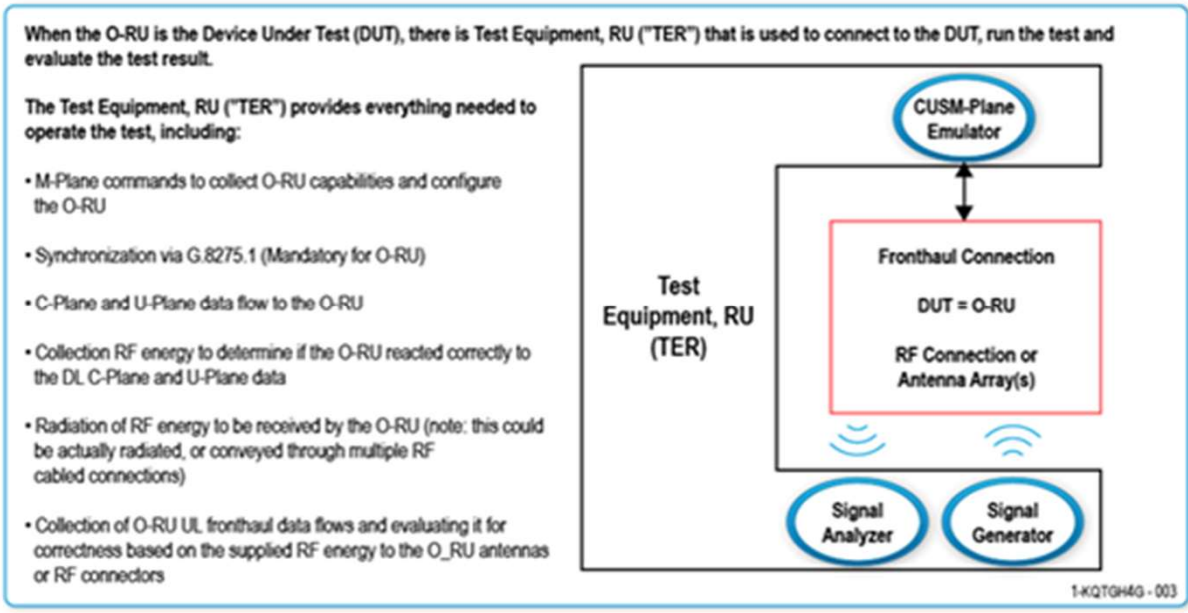 When the O-RU is the Device Under Test (DUT), there is Test Equipment, RU ("TER") that is used to connect to the DUT, run the test and
evaluate the test result.
The Test Equipment, RU ("TER") provides everything needed to
operate the test, including:
• M-Plane commands to collect O-RU capabilities and configure
the O-RU
• Synchronization via G.8275.1 (Mandatory for O-RU)
• C-Plane and U-Plane data flow to the O-RU
• Collection RF energy to determine if the O-RU reacted correctly to
the DL C-Plane and U-Plane data
• Radiation of RF energy to be received by the O-RU (note: this could
be actually radiated, or conveyed through multiple RF
cabled connections)
• Collection of O-RU UL fronthaul data flows and evaluating it for
correctness based on the supplied RF energy to the O_RU antennas
or RF connectors
CUSM-Plane
Emulator
Test
Equipment, RU
(TER)
Fronthaul Connection
DUT = O-RU
RF Connection or
Antenna Array(s)
Signal
Analyzer
Signal
Generator
1-KQTGH4G - 003